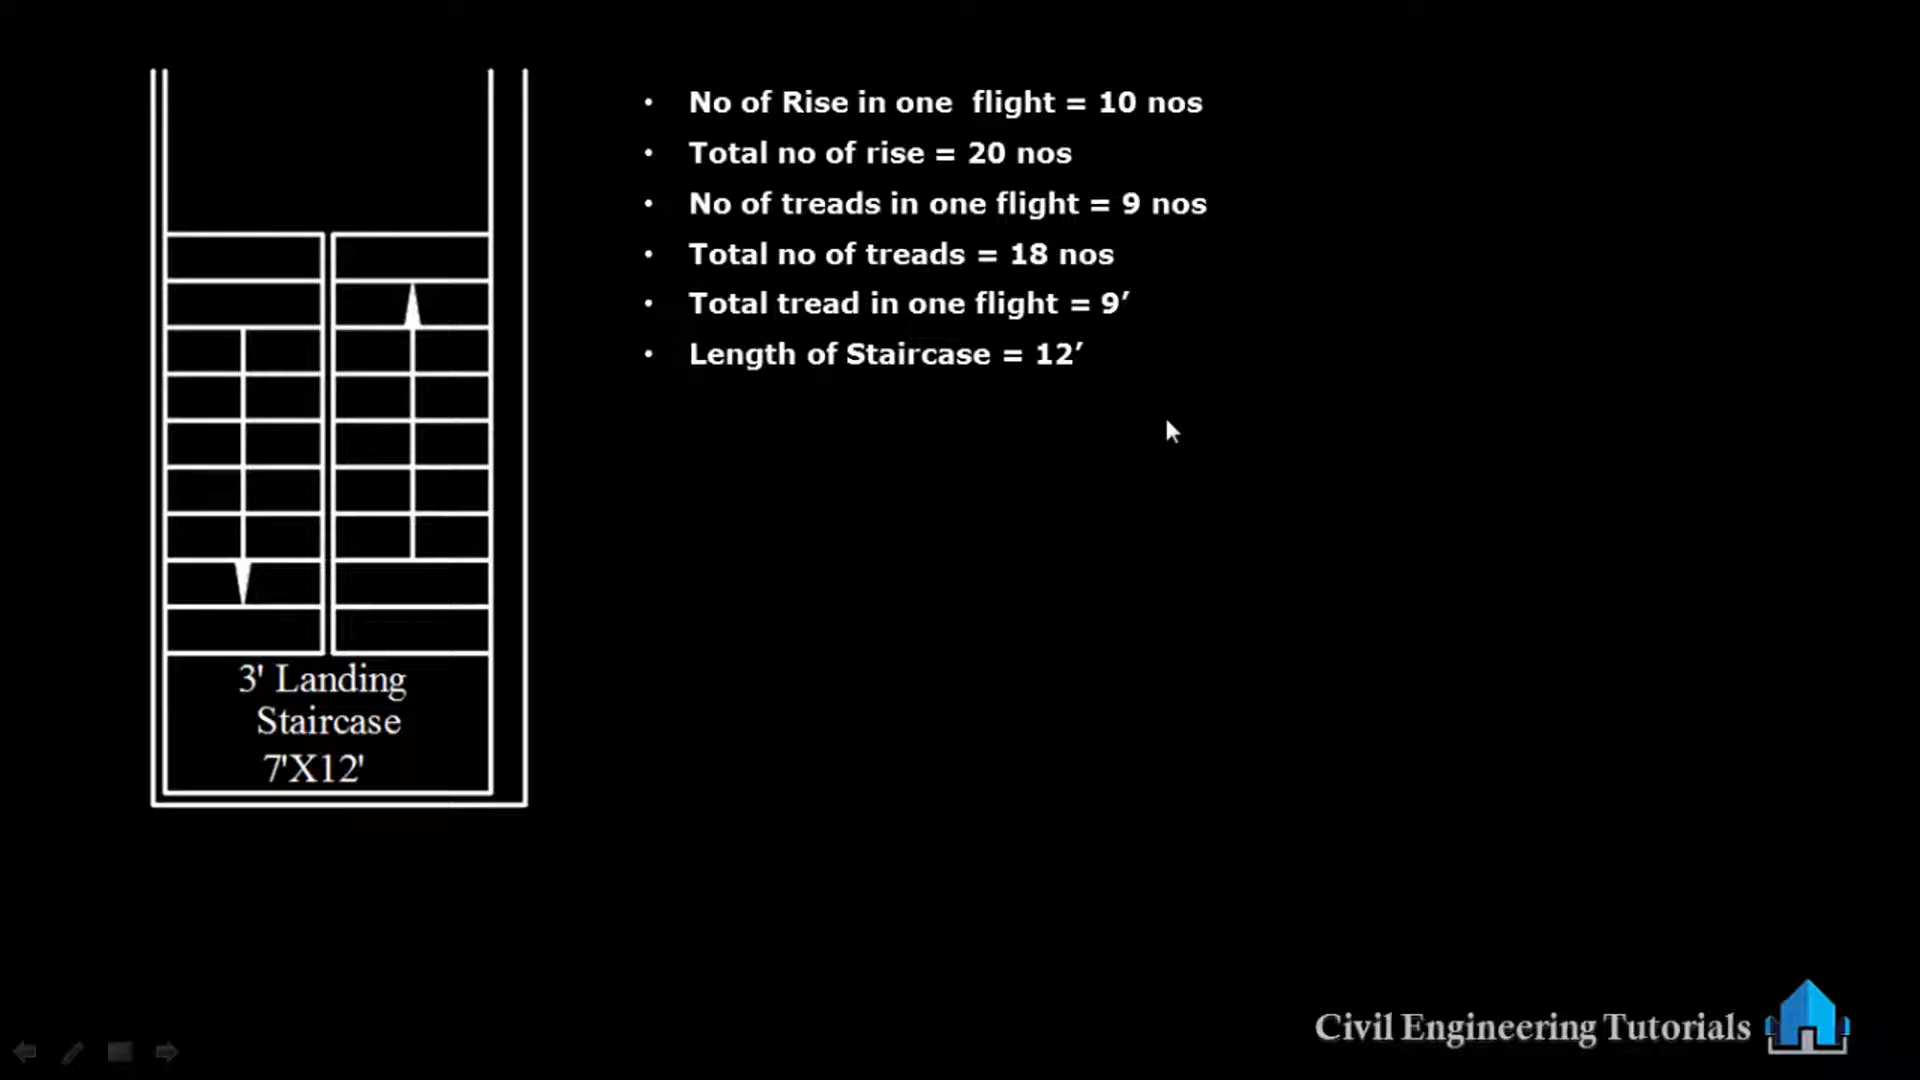 • No of Rise in one  flight = 10 nos
• Total no of rise = 20 nos
• No of treads in one flight = 9 nos
• Total no of treads = 18 nos
• Total tread in one flight = 9’
• Length of Staircase = 12’
3' Landing
Staircase
7'X12'
Civil Engineering Tutorials